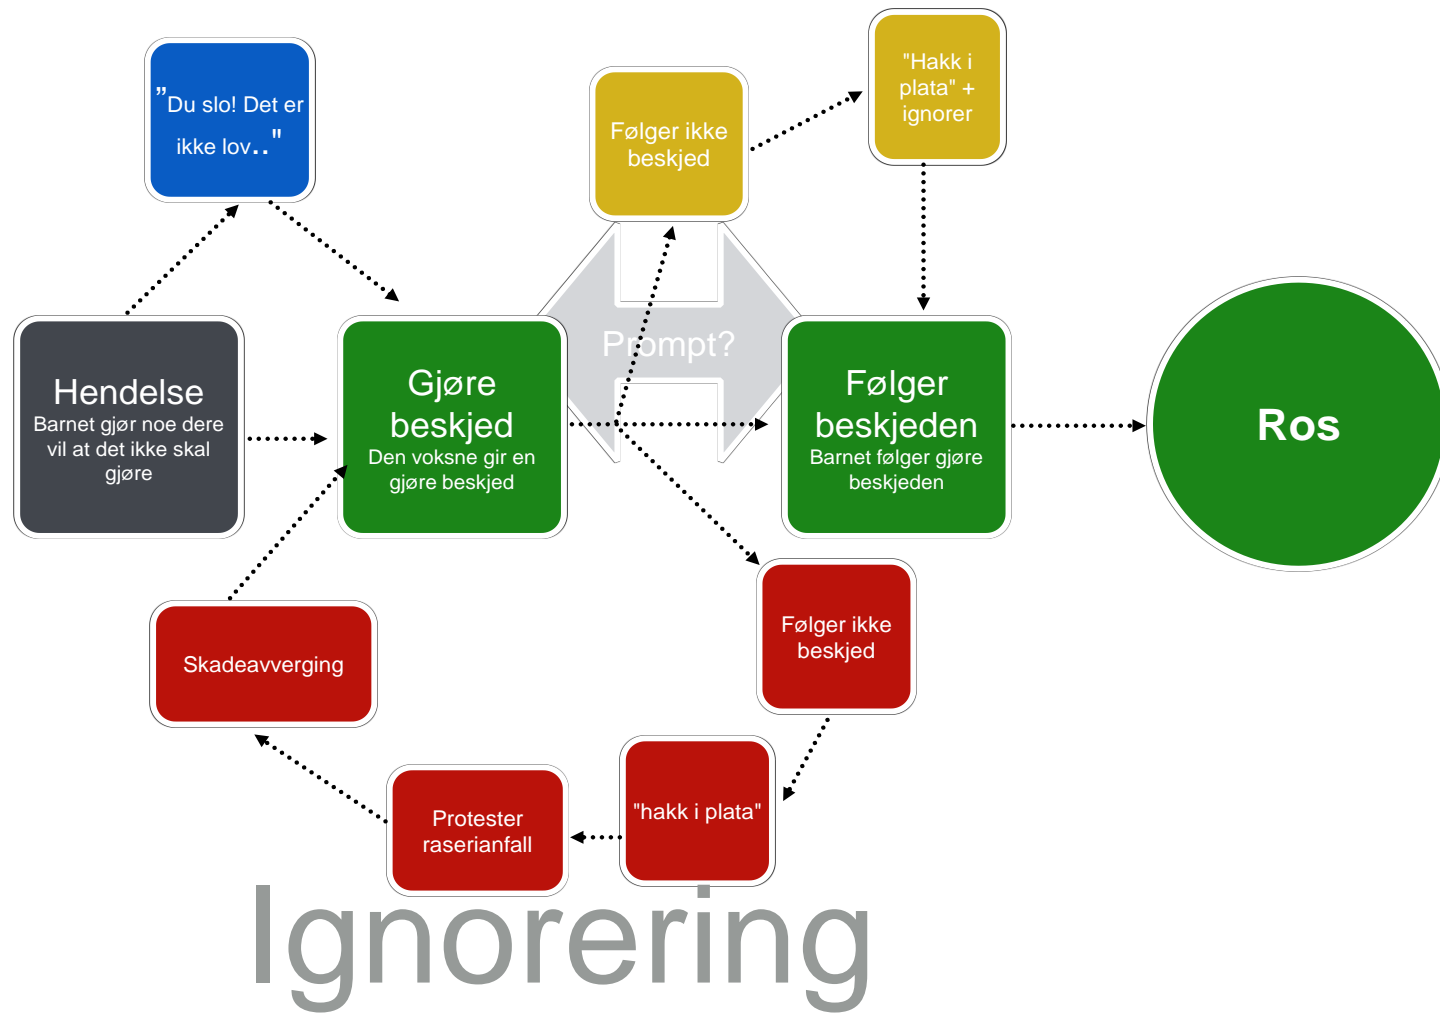 "Hakk i
plata" +
ignorer
"Du slo! Det er
ikke lov.."
Følger ikke
beskjed
Prompt?
Hendelse
Barnet gjør noe dere
vil at det ikke skal
gjøre
Gjøre
beskjed
Den voksne gir en
gjøre beskjed
Følger
beskjeden
Barnet følger gjøre
beskjeden
Ros
Følger ikke
beskjed
Skadeavverging
"hakk i plata"
Protester
raserianfall
Ignorering